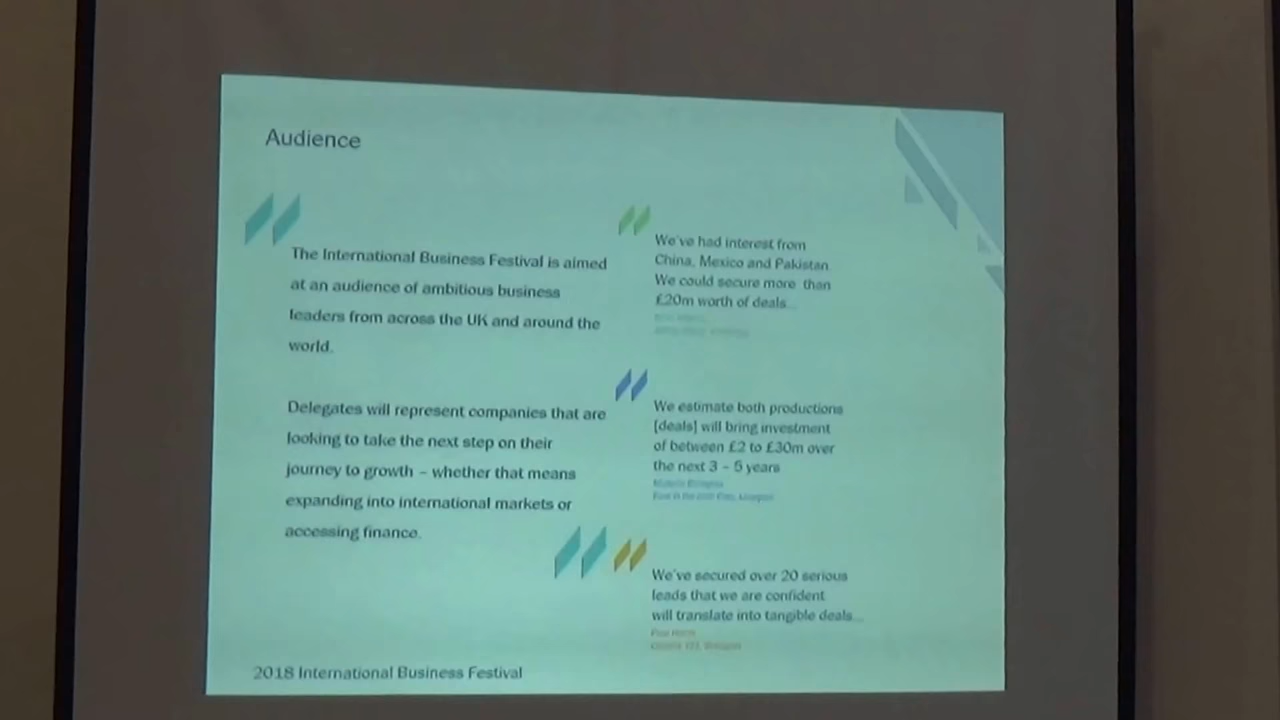 Audience
The International Business Festival is aimed
at an audience of ambitious business
leaders from across the UK and around the
world.
Delegates will represent companies that are
looking to take the next step on their
journey to growth – whether that means
expanding into international markets or
accessing finance.
We've had interest from
China, Mexico and Pakistan
We could secure more than
£20m worth of deals...
We estimate both productions
[deals] will bring investment
of between £2 to £30m over
the next 3 – 5 years
We've secured over 20 serious
leads that we are confident
will translate into tangible deals...
2018 International Business Festival